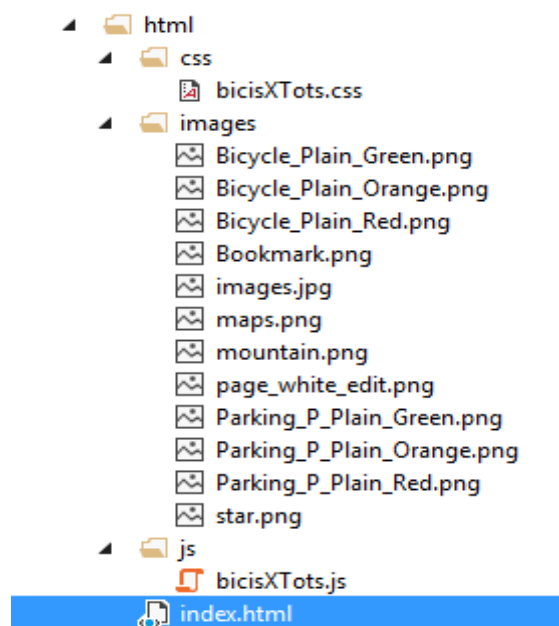 html
css
bicisXTots.css
images
Bicycle_Plain_Green.png
Bicycle_Plain_Orange.png
Bicycle_Plain_Red.png
Bookmark.png
images.jpg
maps.png
mountain.png
page_white_edit.png
Parking_P_Plain_Green.png
Parking_P_Plain_Orange.png
Parking_P_Plain_Red.png
star.png
js
bicisXTots.js
index.html